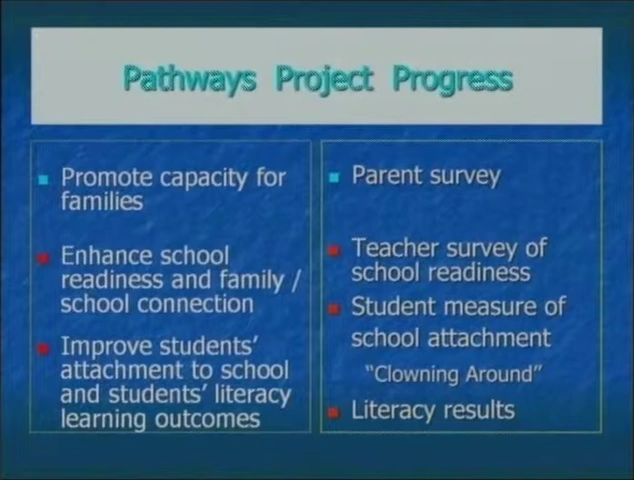 Pathways Project Progress
Promote capacity for
families
Enhance school
readiness and family /
school connection
Improve students'
attachment to school
and students' literacy
learning outcomes
Parent survey
Teacher survey of
school readiness
Student measure of
school attachment
"Clowning Around"
Literacy results